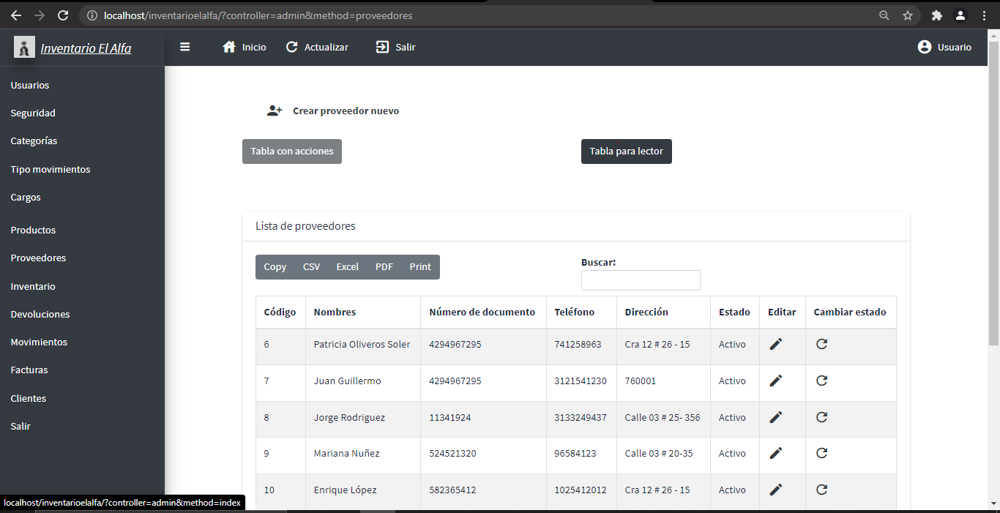 localhost/inventarioelalfa/?controller=admin&method=proveedores
Inventario El Alfa
Inicio Actualizar Salir Usuario
Usuarios
Seguridad
Categorías
Tipo movimientos
Cargos
Productos
Proveedores
Inventario
Devoluciones
Movimientos
Facturas
Clientes
Salir
Crear proveedor nuevo
Tabla con acciones Tabla para lector
Lista de proveedores
Copy CSV Excel PDF Print
Buscar:
Código Nombres Número de documento Teléfono Dirección Estado Editar Cambiar estado
6 Patricia Oliveros Soler 4294967295 741258963 Cra 12 # 26 - 15 Activo
7 Juan Guillermo 4294967295 3121541230 760001 Activo
8 Jorge Rodriguez 11341924 3133249437 Calle 03 # 25- 356 Activo
9 Mariana Nuñez 524521320 96584123 Calle 03 # 20-35 Activo
10 Enrique López 582365412 1025412012 Cra 12 # 26 - 15 Activo
localhost/inventarioelalfa/?controller=admin&method=index